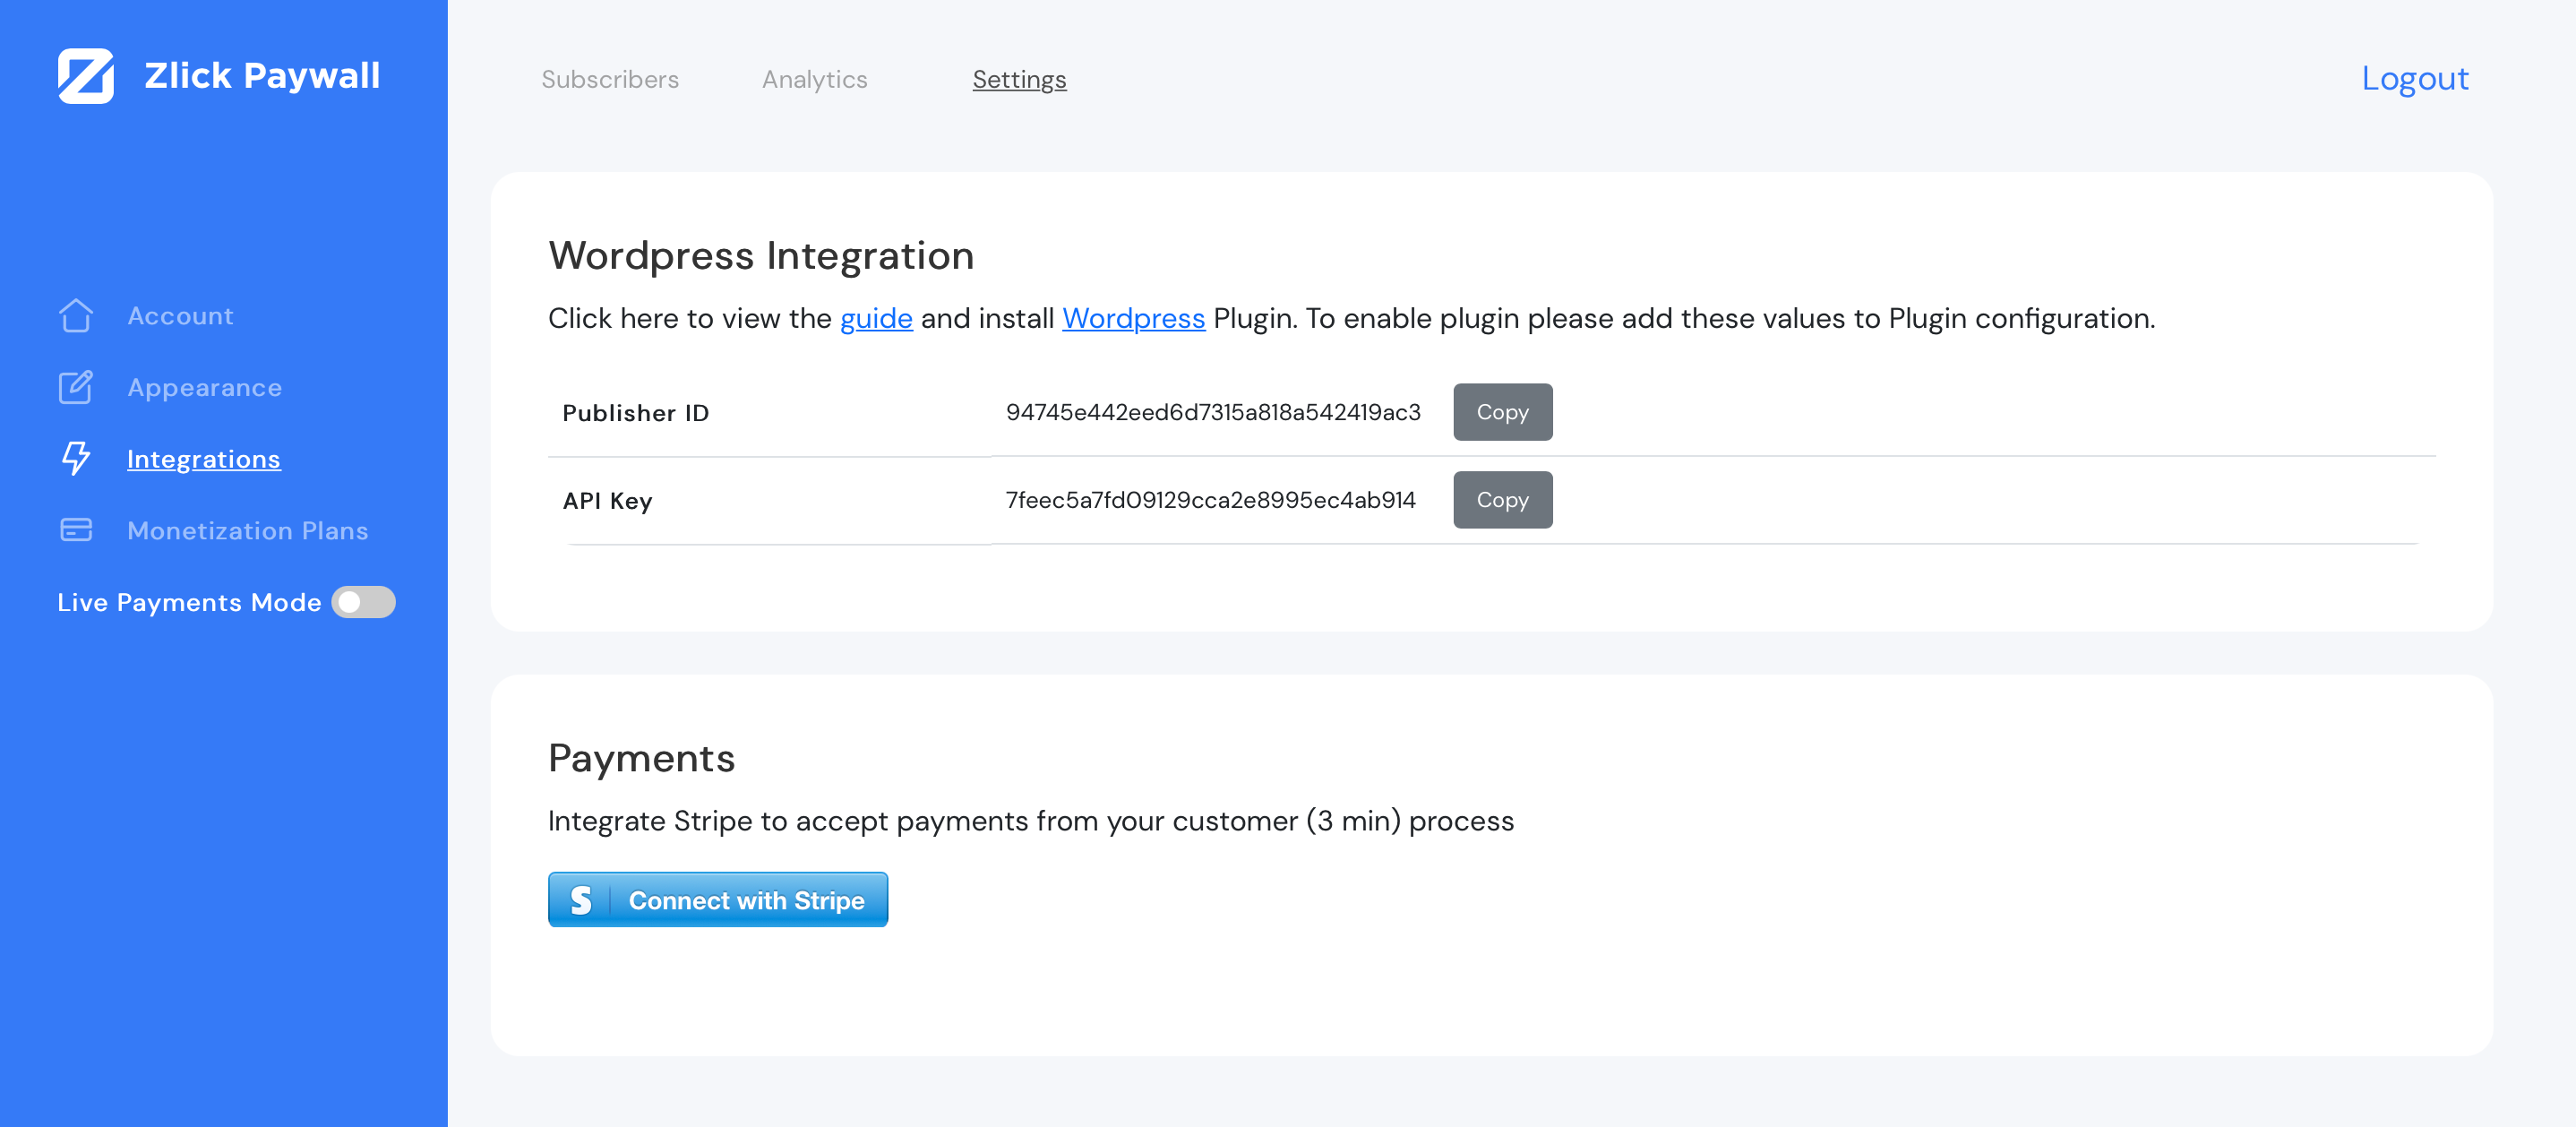 Zlick Paywall
Subscribers Analytics Settings Logout
Account
Appearance
Integrations
Monetization Plans
Live Payments Mode
Wordpress Integration
Click here to view the guide and install Wordpress Plugin. To enable plugin please add these values to Plugin configuration.
Publisher ID 94745e442eed6d7315a818a542419ac3 Copy
API Key 7feec5a7fd09129cca2e8995ec4ab914 Copy
Payments
Integrate Stripe to accept payments from your customer (3 min) process
S Connect with Stripe